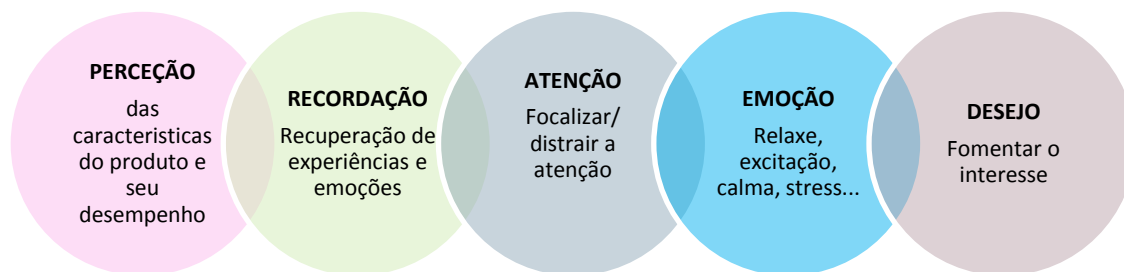 PERCEÇÃO
das
caracteristicas
do produto e
seu
desempenho
RECORDAÇÃO
Recuperação de
experiências e
emoções
ATENÇÃO
Focalizar/
distrair a
atenção
EMOÇÃO
Relaxe,
excitação,
calma, stress...
DESEJO
Fomentar o
interesse